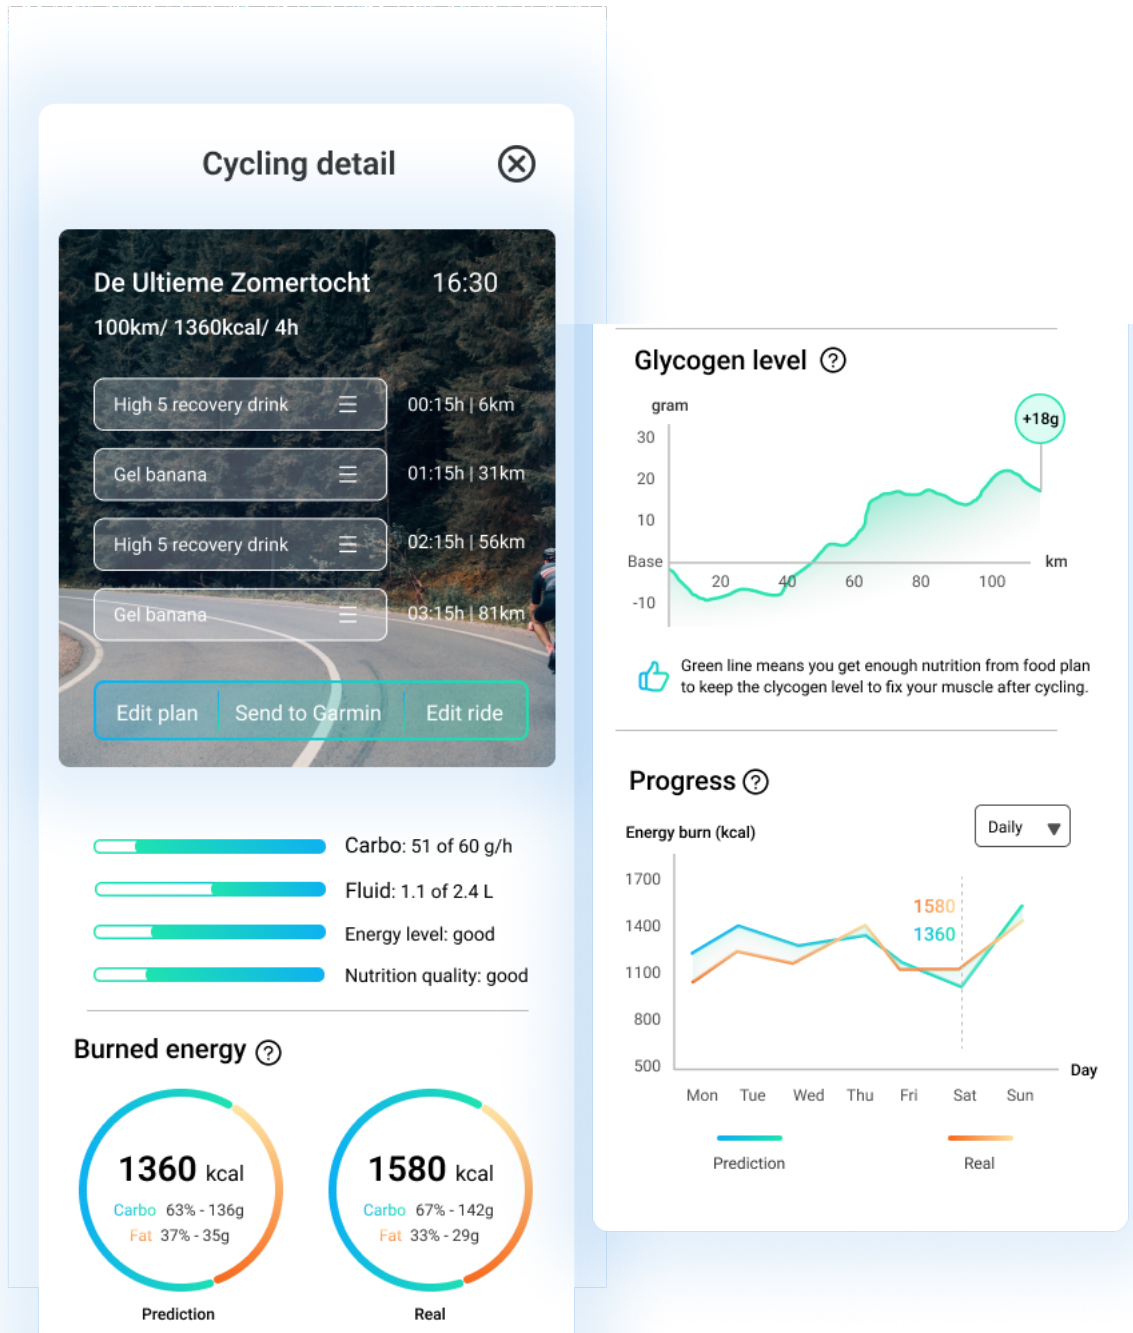 Cycling detail
De Ultieme Zomertocht 16:30
100km/ 1360kcal/ 4h
High 5 recovery drink 00:15h | 6km
Gel banana 01:15h | 31km
High 5 recovery drink 02:15h | 56km
Gel banana 03:15h | 81km
Edit plan Send to Garmin Edit ride
Carbo: 51 of 60 g/h
Fluid: 1.1 of 2.4 L
Energy level: good
Nutrition quality: good
Burned energy ?
1360 kcal
Carbo 63% - 136g
Fat 37% - 35g
Prediction
1580 kcal
Carbo 67% - 142g
Fat 33% - 29g
Real
Glycogen level ?
gram
+18g
30
20
10
Base
-10
20 40 60 80 100
km
Green line means you get enough nutrition from food plan
to keep the clycogen level to fix your muscle after cycling.
Progress ?
Energy burn (kcal)
Daily
1700
1400
1100
800
500
1580
1360
Day
Mon Tue Wed Thu Fri Sat Sun
Prediction Real